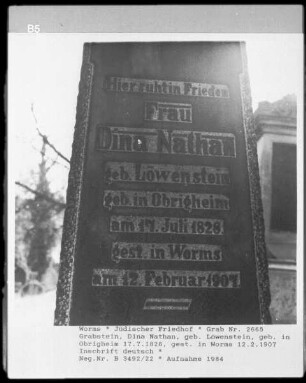 B5
Hier ruht in Frieden
Frau
Dina Nathan
geb. Löwenstein
geb. in Obrigheim
am 17. Juli 1828.
gest. in Worms
am 12. Februar 1907.
Worms * Jüdischer Friedhof * Grab Nr. 2665
Grabstein, Dina Nathan, geb. Löwenstein, geb. in
Obrigheim 17.7.1828, gest. in Worms 12.2.1907
Inschrift deutsch *
Neg.Nr. B 3492/22 * Aufnahme 1984